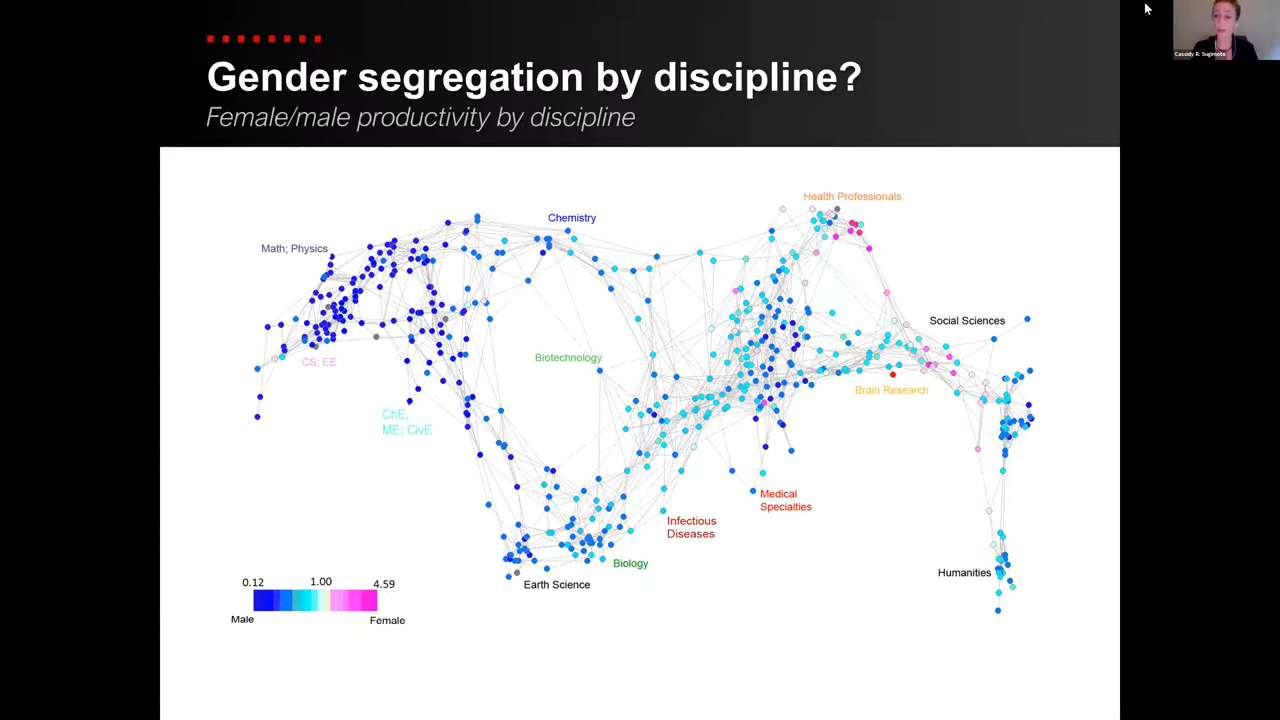 Cassidy R. Sugimoto
Gender segregation by discipline?
Female/male productivity by discipline
Health Professionals
Chemistry
Math; Physics
Social Sciences
Biotechnology
CS; EE
Brain Research
ChE,
ME; CivE
Medical
Specialties
Infectious
Diseases
Biology
Humanities
Earth Science
0.12 1.00 4.59
Male Female